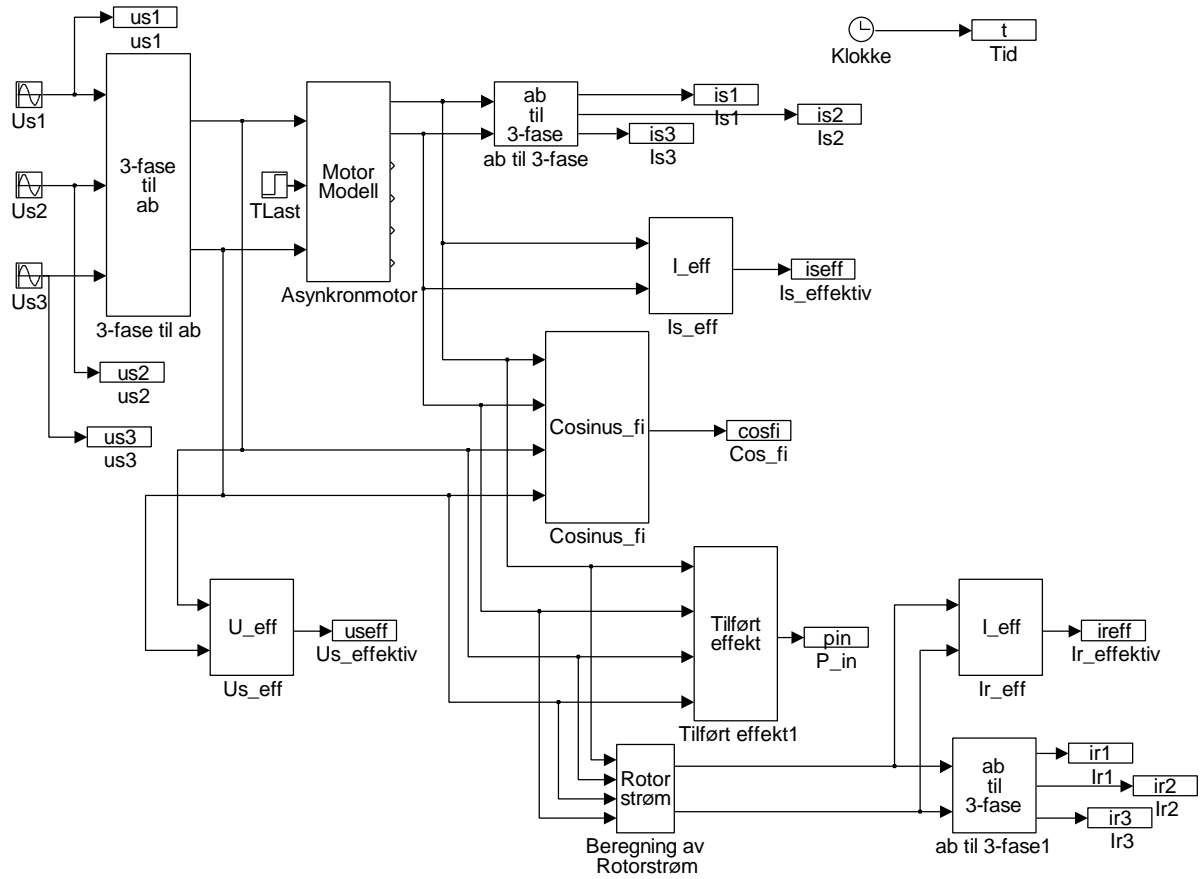 us1
us1
t
Klokke
Tid
Us1
3-fase
til
ab
Us2
Us3
3-fase til ab
us2
us2
us3
us3
TLast
Motor
Modell
Asynkronmotor
ab
til
3-fase
ab til 3-fase
is1
Is1
is2
Is2
is3
Is3
I_eff
Is_eff
iseff
Is_effektiv
Cosinus_fi
Cosinus_fi
cosfi
Cos_fi
U_eff
Us_eff
useff
Us_effektiv
Tilført
effekt
Tilført effekt1
pin
P_in
I_eff
Ir_eff
ireff
Ir_effektiv
Rotor
strøm
Beregning av
Rotorstrøm
ab
til
3-fase
ab til 3-fase1
ir1
Ir1
ir2
Ir2
ir3
Ir3